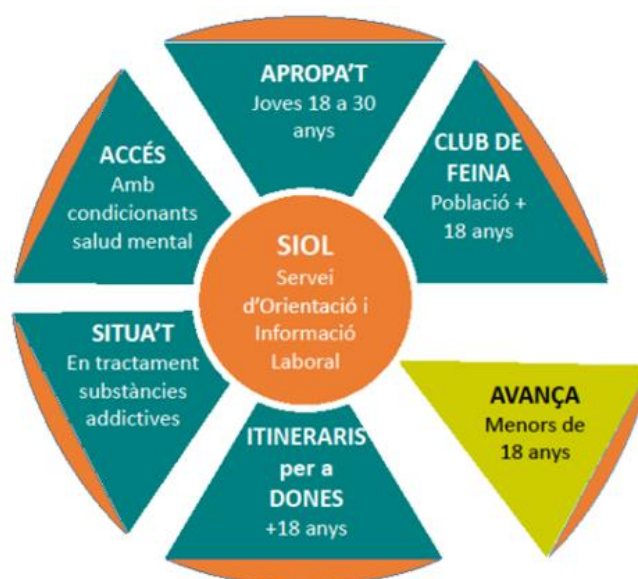 APROPA'T
Joves 18 a 30
anys
CLUB DE
FEINA
Població +
18 anys
ACCÉS
Amb
condicionants
salud mental
SIOL
Servei
d'Orientació i
Informació
Laboral
SITUA'T
En tractament
substàncies
addictives
AVANÇA
Menors de
18 anys
ITINERARIS
per a
DONES
+18 anys